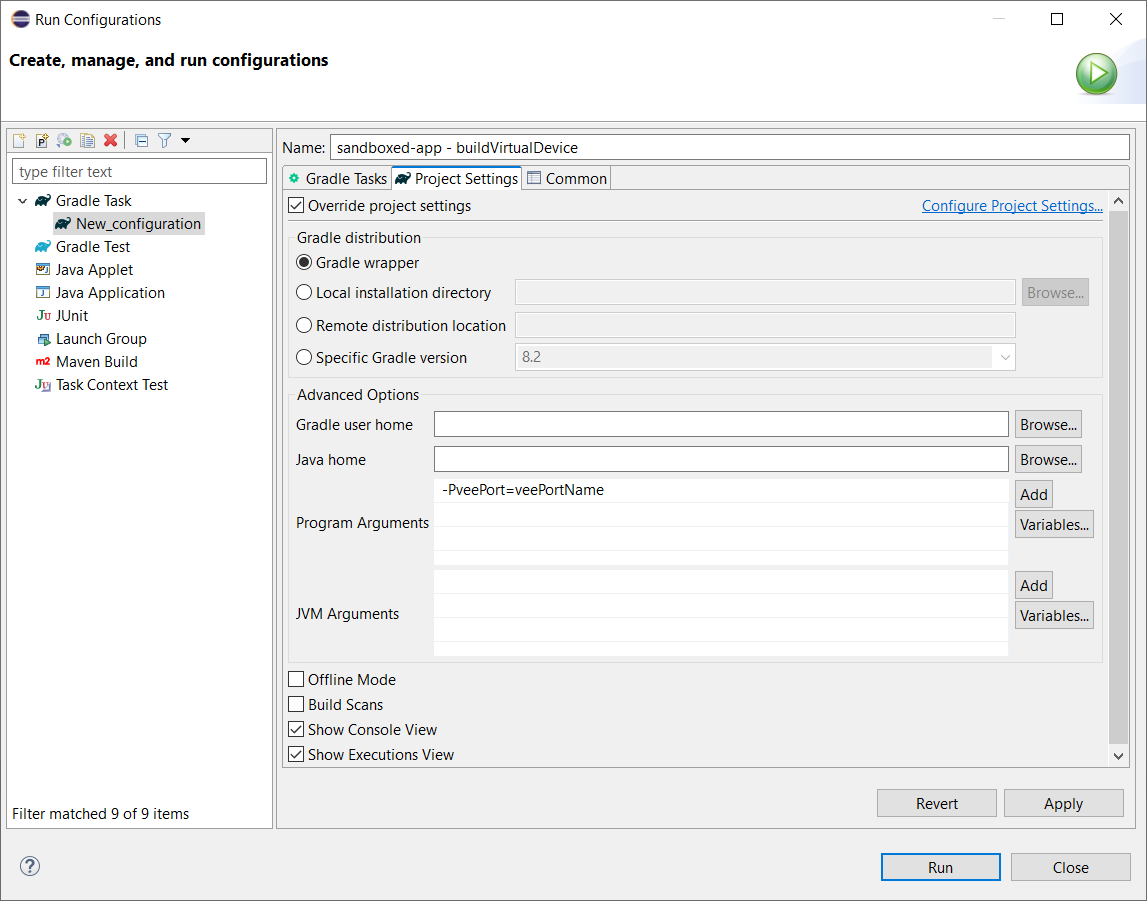 Run Configurations
Create, manage, and run configurations
type filter text
Gradle Task
New_configuration
Gradle Test
Java Applet
Java Application
Ju JUnit
Launch Group
m2 Maven Build
Task Context Test
Filter matched 9 of 9 items
Name: sandboxed-app - buildVirtualDevice
Gradle Tasks Project Settings Common
Override project settings Configure Project Settings...
Gradle distribution
Gradle wrapper
Local installation directory Browse...
Remote distribution location
Specific Gradle version 8.2
Advanced Options
Gradle user home Browse...
Java home Browse...
-PveePort=veePortName
Add
Program Arguments Variables...
Add
JVM Arguments Variables...
Offline Mode
Build Scans
Show Console View
Show Executions View
Revert Apply
Run Close